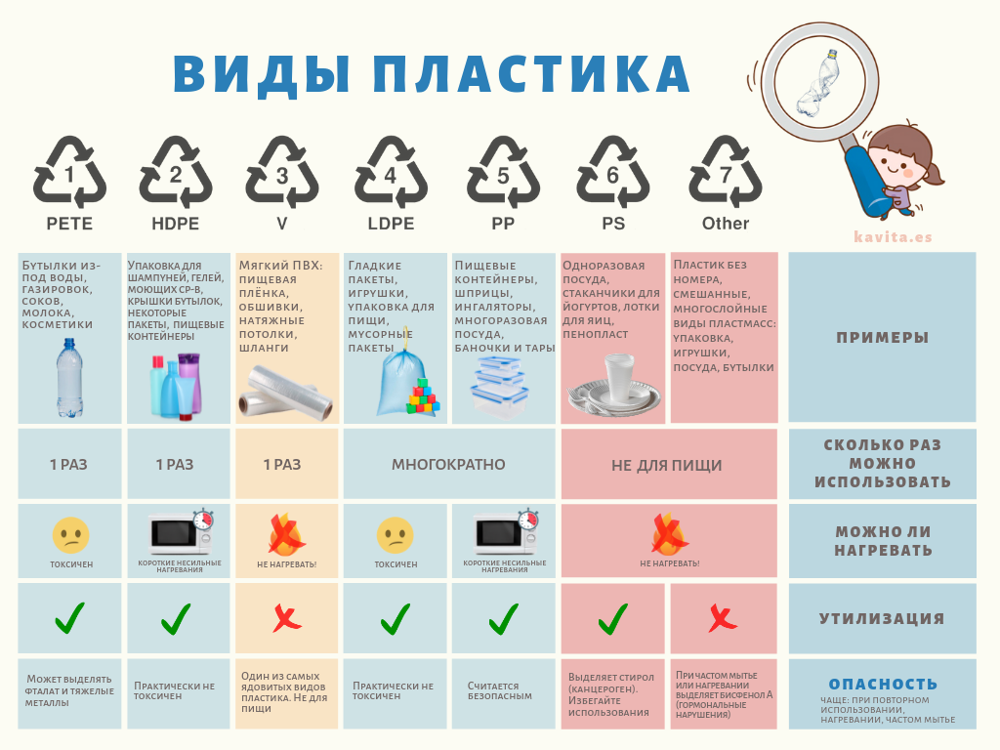 ВИДЫ ПЛАСТИКА
1
PETE
2
HDPE
3
V
4
LDPE
5
PP
6
PS
7
Other
kavita.es
Бутылки из-
под воды,
газировок,
соков,
молока,
косметики
Упаковка для
шампуней, гелей,
моющих ср-в,
крышки бутылок,
некоторые
пакеты, пищевые
контейнеры
Мягкий ПВХ:
пищевая
плёнка,
обшивки,
натяжные
потолки,
шланги
Гладкие
пакеты,
игрушки,
упаковка для
пищи,
мусорные
пакеты
Пищевые
контейнеры,
шприцы,
ингаляторы,
многоразовая
посуда,
баночки и тары
Одноразовая
посуда,
стаканчики для
йогуртов, лотки
для яиц,
пенопласт
Пластик без
номера,
смешанные,
многослойные
виды пластмасс:
упаковка,
игрушки,
посуда, бутылки
ПРИМЕРЫ
1 РАЗ
1 РАЗ
1 РАЗ
МНОГОКРАТНО
НЕ ДЛЯ ПИЩИ
СКОЛЬКО РАЗ
МОЖНО
ИСПОЛЬЗОВАТЬ
ТОКСИЧЕН
КОРОТКИЕ НЕСИЛЬНЫЕ
НАГРЕВАНИЯ
НЕ НАГРЕВАТЬ!
ТОКСИЧЕН
КОРОТКИЕ НЕСИЛЬНЫЕ
НАГРЕВАНИЯ
НЕ НАГРЕВАТЬ!
МОЖНО ЛИ
НАГРЕВАТЬ
УТИЛИЗАЦИЯ
Может выделять
фталат и тяжелые
металлы
Практически не
токсичен
Один из самых
ядовитых видов
пластика. Не для
пищи
Практически не
токсичен
Считается
безопасным
Выделяет стирол
(канцероген).
Избегайте
использования
При частом мытье
или нагревании
выделяет бисфенол А
(гормональные
нарушения)
ОПАСНОСТЬ
ЧАЩЕ: ПРИ ПОВТОРНОМ
ИСПОЛЬЗОВАНИИ,
НАГРЕВАНИИ, ЧАСТОМ МЫТЬЕ